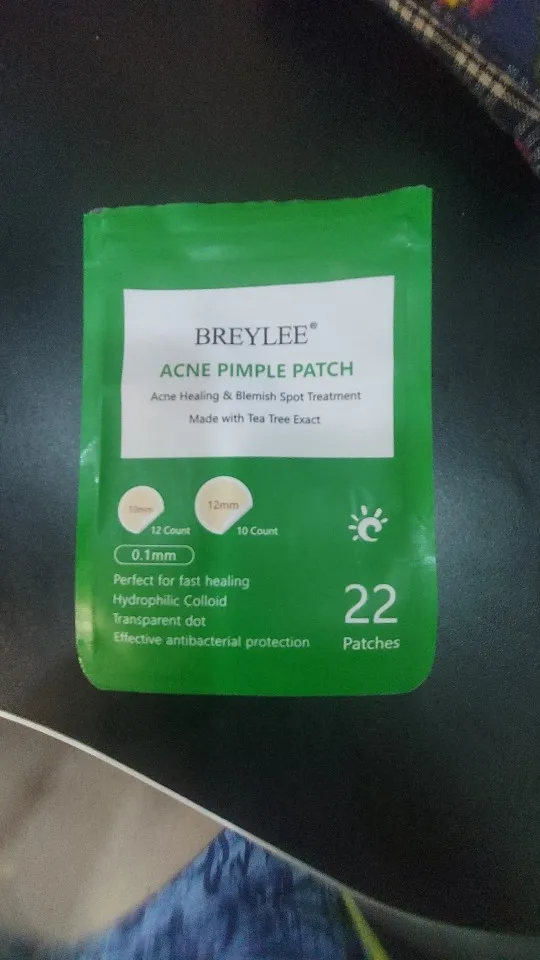 BREYLEE®
ACNE PIMPLE PATCH
Acne Healing & Blemish Spot Treatment
Made with Tea Tree Exact
10mm
12 Count
12mm
10 Count
0.1mm
Perfect for fast healing
Hydrophilic Colloid
Transparent dot
Effective antibacterial protection
22
Patches